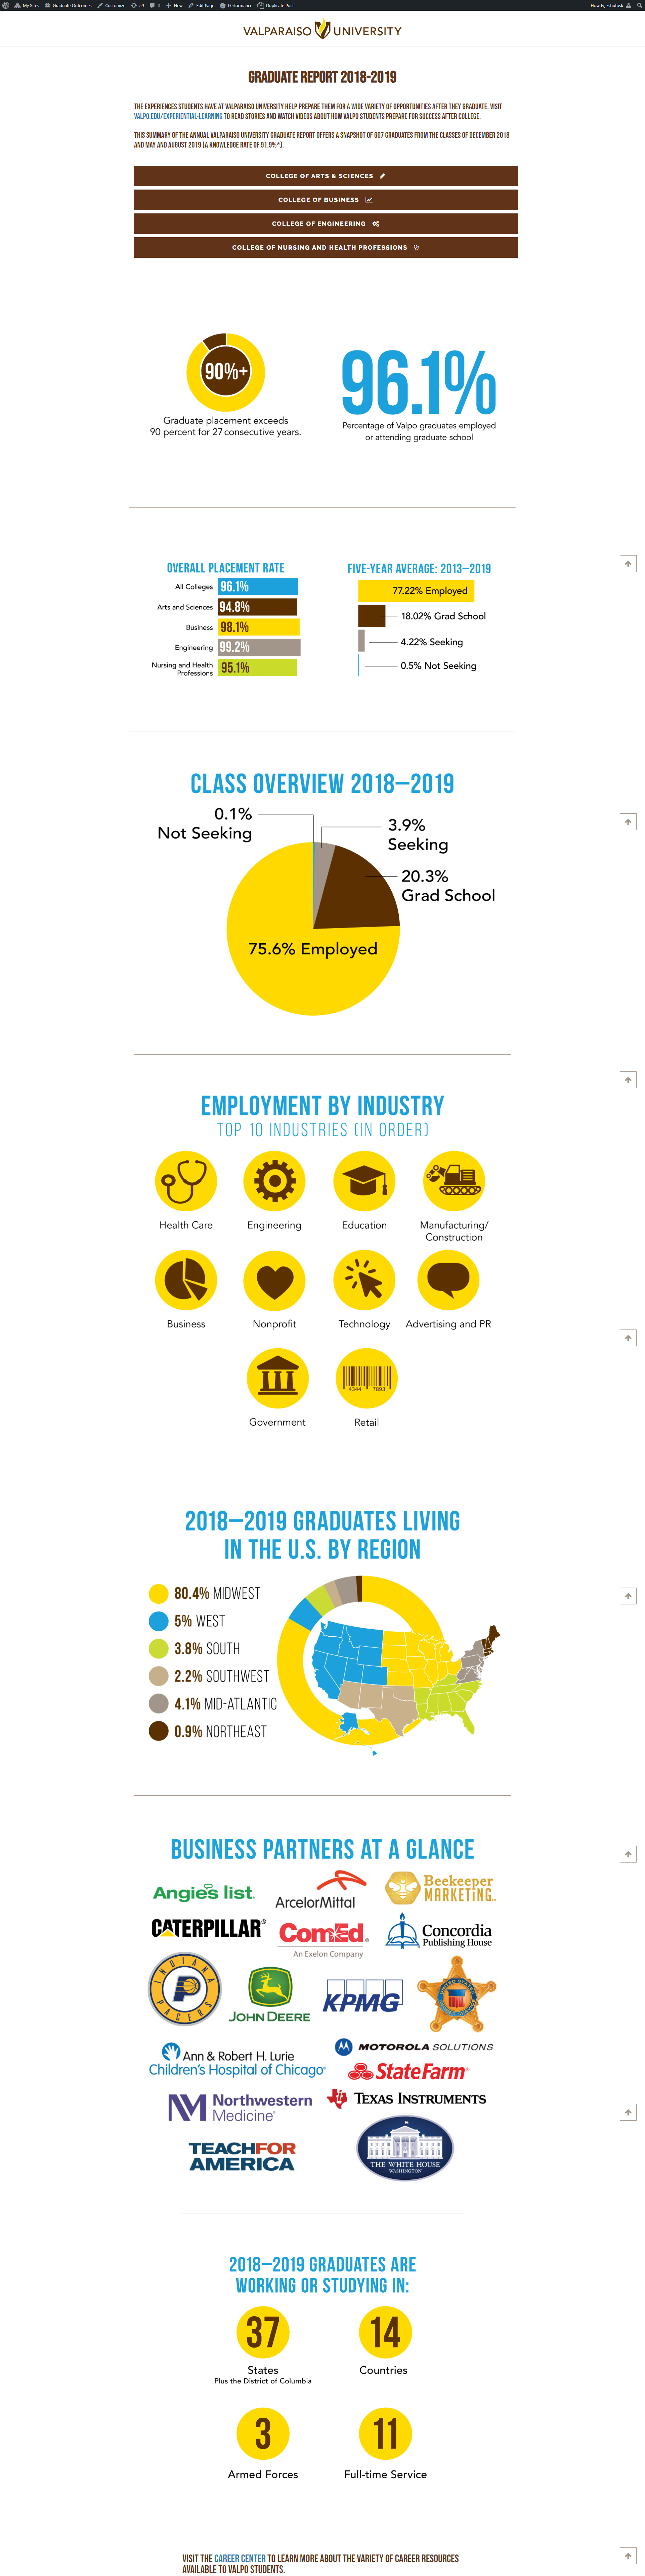 My Sites Graduate Outcomes Customize 39 0 New Edit Page Performance Duplicate Post
VALPARAISO UNIVERSITY
GRADUATE REPORT 2018-2019
THE EXPERIENCES STUDENTS HAVE AT VALPARAISO UNIVERSITY HELP PREPARE THEM FOR A WIDE VARIETY OF OPPORTUNITIES AFTER THEY GRADUATE. VISIT
VALPO.EDU/EXPERIENTIAL-LEARNING TO READ STORIES AND WATCH VIDEOS ABOUT HOW VALPO STUDENTS PREPARE FOR SUCCESS AFTER COLLEGE.
THIS SUMMARY OF THE ANNUAL VALPARAISO UNIVERSITY GRADUATE REPORT OFFERS A SNAPSHOT OF 607 GRADUATES FROM THE CLASSES OF DECEMBER 2018
AND MAY AND AUGUST 2019 (A KNOWLEDGE RATE OF 91.9%*).
COLLEGE OF ARTS & SCIENCES
COLLEGE OF BUSINESS
COLLEGE OF ENGINEERING
COLLEGE OF NURSING AND HEALTH PROFESSIONS
90%+
Graduate placement exceeds
90 percent for 27 consecutive years.
96.1%
Percentage of Valpo graduates employed
or attending graduate school
OVERALL PLACEMENT RATE
All Colleges 96.1%
Arts and Sciences 94.8%
Business 98.1%
Engineering 99.2%
Nursing and Health
Professions 95.1%
FIVE-YEAR AVERAGE: 2013–2019
77.22% Employed
18.02% Grad School
4.22% Seeking
0.5% Not Seeking
CLASS OVERVIEW 2018–2019
0.1%
Not Seeking
3.9%
Seeking
20.3%
Grad School
75.6% Employed
EMPLOYMENT BY INDUSTRY
TOP 10 INDUSTRIES (IN ORDER)
Health Care
Engineering
Education
Manufacturing/
Construction
Business
Nonprofit
Technology
Advertising and PR
4344 7893
Government
Retail
2018–2019 GRADUATES LIVING
IN THE U.S. BY REGION
80.4% MIDWEST
5% WEST
3.8% SOUTH
2.2% SOUTHWEST
4.1% MID-ATLANTIC
0.9% NORTHEAST
BUSINESS PARTNERS AT A GLANCE
Angie's list.
ArcelorMittal
Beekeeper
MARKETING
CATERPILLAR®
ComEd®
An Exelon Company
Concordia
Publishing House
INDIANA
PACERS
JOHN DEERE
KPMG
UNITED STATES
Ann & Robert H. Lurie
Children's Hospital of Chicago®
MOTOROLA SOLUTIONS
State Farm®
Northwestern
Medicine®
TEXAS INSTRUMENTS
TEACHFOR
AMERICA
THE WHITE HOUSE
WASHINGTON
2018–2019 GRADUATES ARE
WORKING OR STUDYING IN:
37
States
Plus the District of Columbia
14
Countries
3
Armed Forces
11
Full-time Service
VISIT THE CAREER CENTER TO LEARN MORE ABOUT THE VARIETY OF CAREER RESOURCES
AVAILABLE TO VALPO STUDENTS.